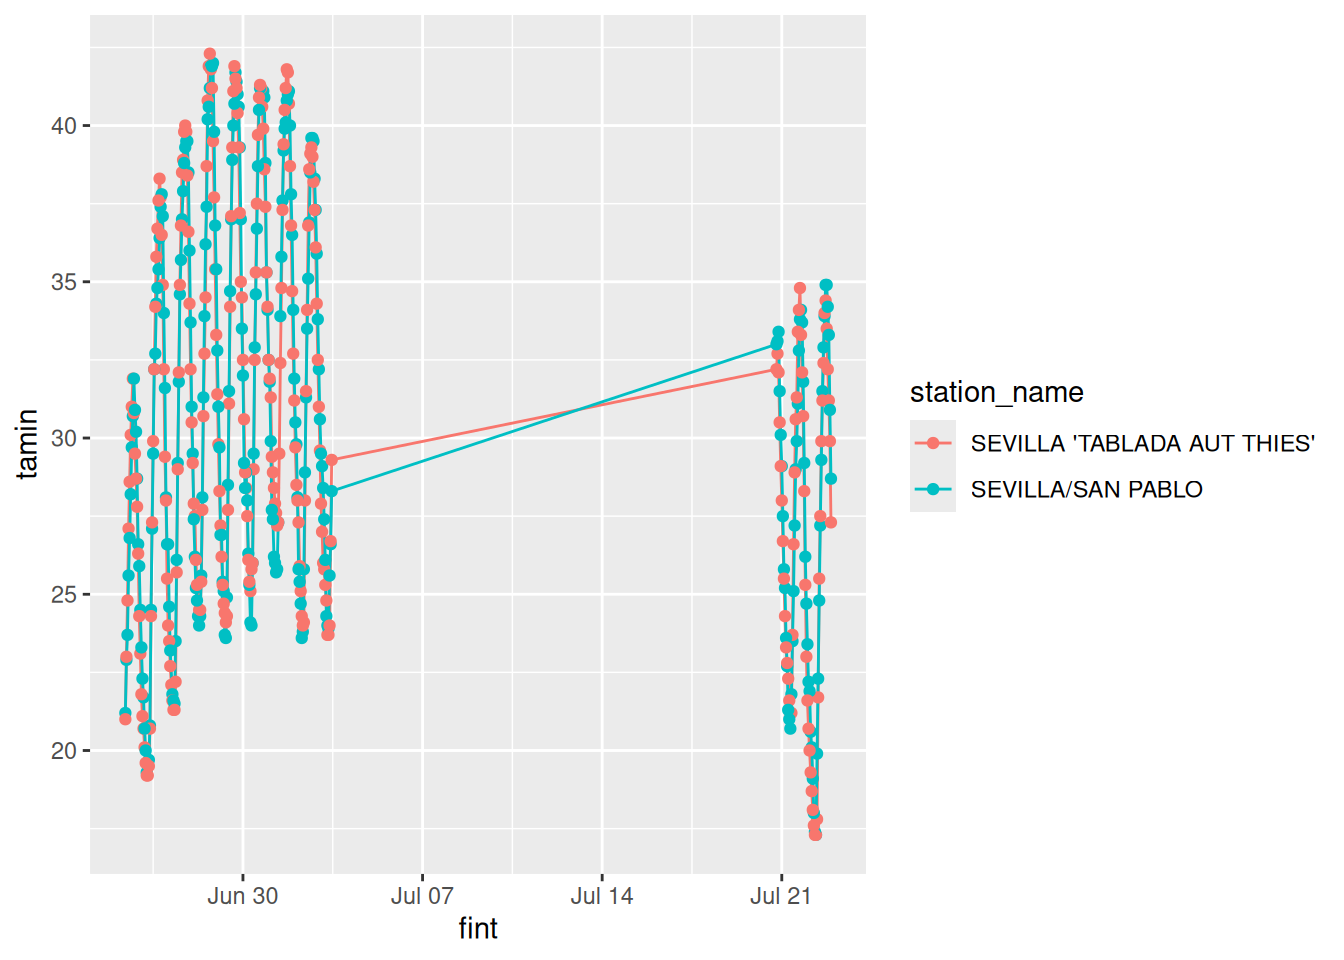 40
35
30
25
20
tamin
Jun 30
Jul 07
Jul 14
Jul 21
fint
station_name
SEVILLA 'TABLADA AUT THIES'
SEVILLA/SAN PABLO